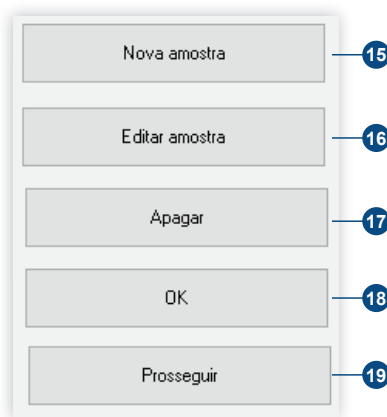 Nova amostra 15
Editar amostra 16
Apagar 17
OK 18
Prosseguir 19